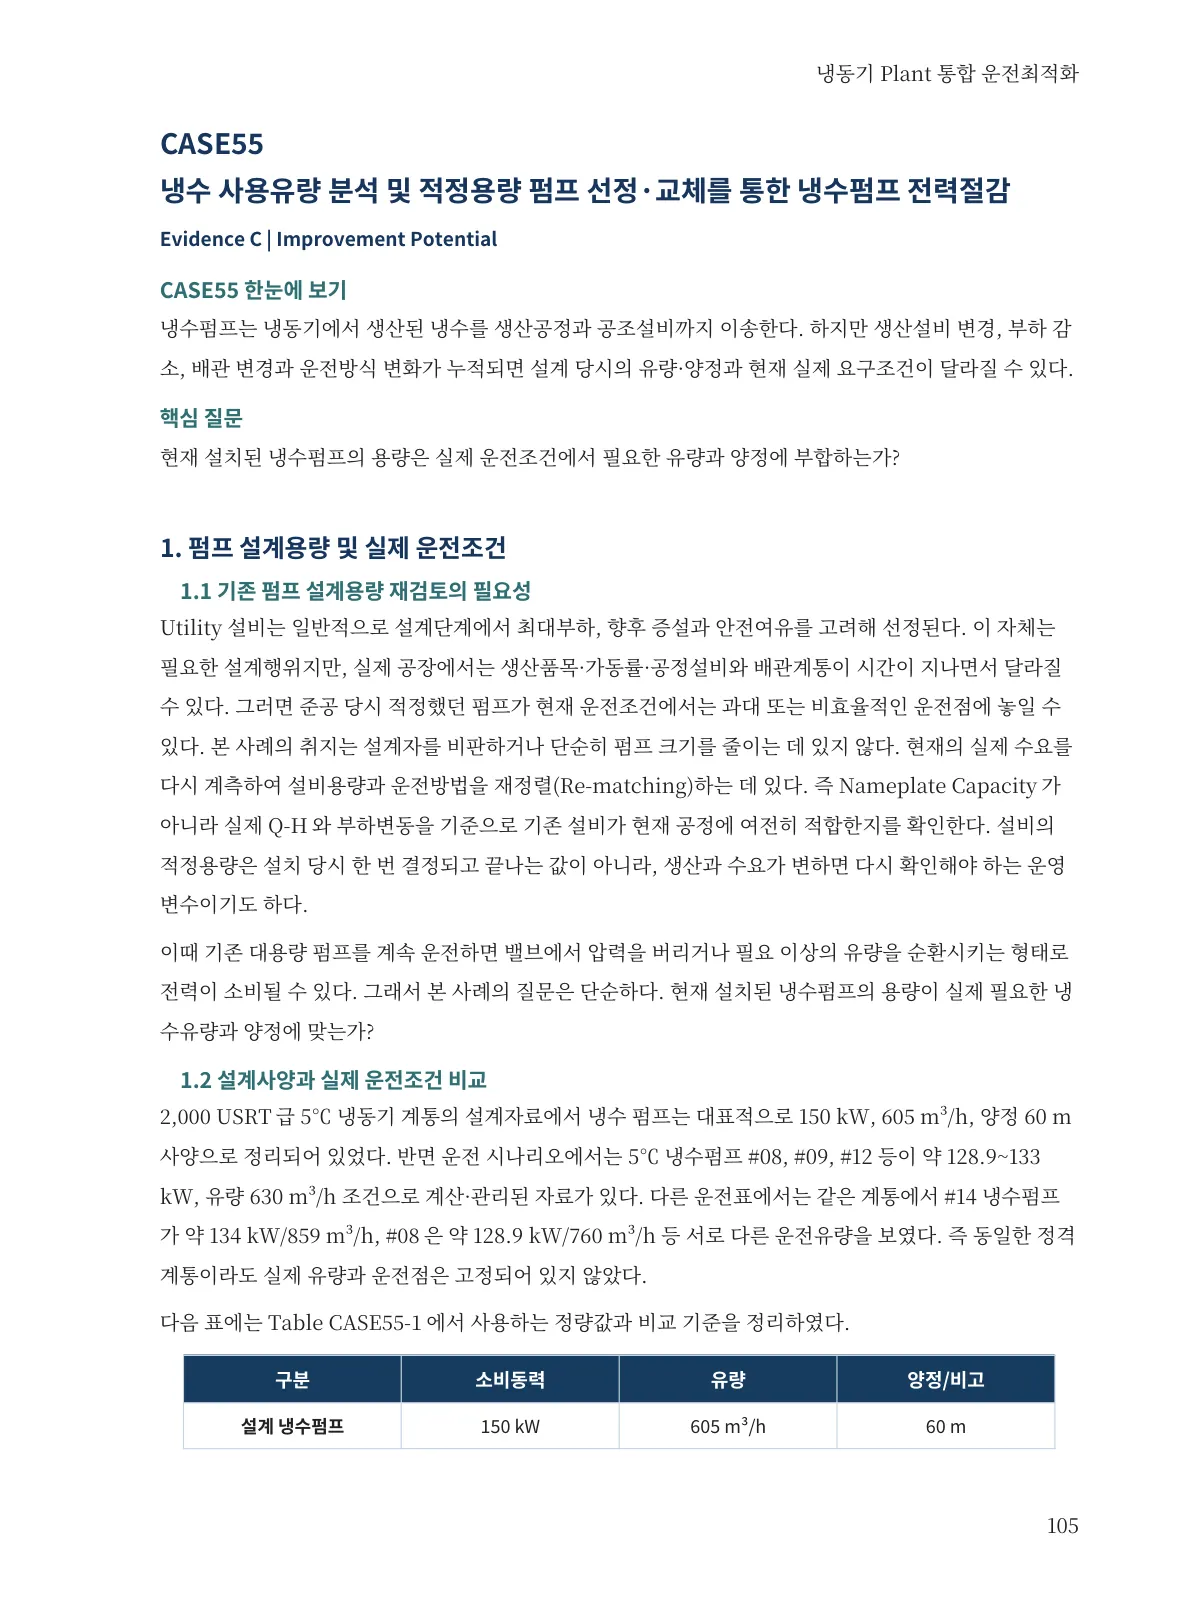 냉동기 Plant 통합 운전최적화
CASE55
냉수 사용유량 분석 및 적정용량 펌프 선정·교체를 통한 냉수펌프 전력절감
Evidence C | Improvement Potential
CASE55 한눈에 보기
냉수펌프는 냉동기에서 생산된 냉수를 생산공정과 공조설비까지 이송한다. 하지만 생산설비 변경, 부하 감
소, 배관 변경과 운전방식 변화가 누적되면 설계 당시의 유량·양정과 현재 실제 요구조건이 달라질 수 있다.
핵심 질문
현재 설치된 냉수펌프의 용량은 실제 운전조건에서 필요한 유량과 양정에 부합하는가?
1. 펌프 설계용량 및 실제 운전조건
1.1 기존 펌프 설계용량 재검토의 필요성
Utility 설비는 일반적으로 설계단계에서 최대부하, 향후 증설과 안전여유를 고려해 선정된다. 이 자체는
필요한 설계행위지만, 실제 공장에서는 생산품목·가동률·공정설비와 배관계통이 시간이 지나면서 달라질
수 있다. 그러면 준공 당시 적정했던 펌프가 현재 운전조건에서는 과대 또는 비효율적인 운전점에 놓일 수
있다. 본 사례의 취지는 설계자를 비판하거나 단순히 펌프 크기를 줄이는 데 있지 않다. 현재의 실제 수요를
다시 계측하여 설비용량과 운전방법을 재정렬(Re-matching)하는 데 있다. 즉 Nameplate Capacity 가
아니라 실제 Q-H 와 부하변동을 기준으로 기존 설비가 현재 공정에 여전히 적합한지를 확인한다. 설비의
적정용량은 설치 당시 한 번 결정되고 끝나는 값이 아니라, 생산과 수요가 변하면 다시 확인해야 하는 운영
변수이기도 하다.
이때 기존 대용량 펌프를 계속 운전하면 밸브에서 압력을 버리거나 필요 이상의 유량을 순환시키는 형태로
전력이 소비될 수 있다. 그래서 본 사례의 질문은 단순하다. 현재 설치된 냉수펌프의 용량이 실제 필요한 냉
수유량과 양정에 맞는가?
1.2 설계사양과 실제 운전조건 비교
2,000 USRT 급 5℃ 냉동기 계통의 설계자료에서 냉수 펌프는 대표적으로 150 kW, 605 m³/h, 양정 60 m
사양으로 정리되어 있었다. 반면 운전 시나리오에서는 5℃ 냉수펌프 #08, #09, #12 등이 약 128.9~133
kW, 유량 630 m³/h 조건으로 계산·관리된 자료가 있다. 다른 운전표에서는 같은 계통에서 #14 냉수펌프
가 약 134 kW/859 m³/h, #08 은 약 128.9 kW/760 m³/h 등 서로 다른 운전유량을 보였다. 즉 동일한 정격
계통이라도 실제 유량과 운전점은 고정되어 있지 않았다.
다음 표에는 Table CASE55-1 에서 사용하는 정량값과 비교 기준을 정리하였다.
구분 소비동력 유량 양정/비고
설계 냉수펌프 150 kW 605 m³/h 60 m
105